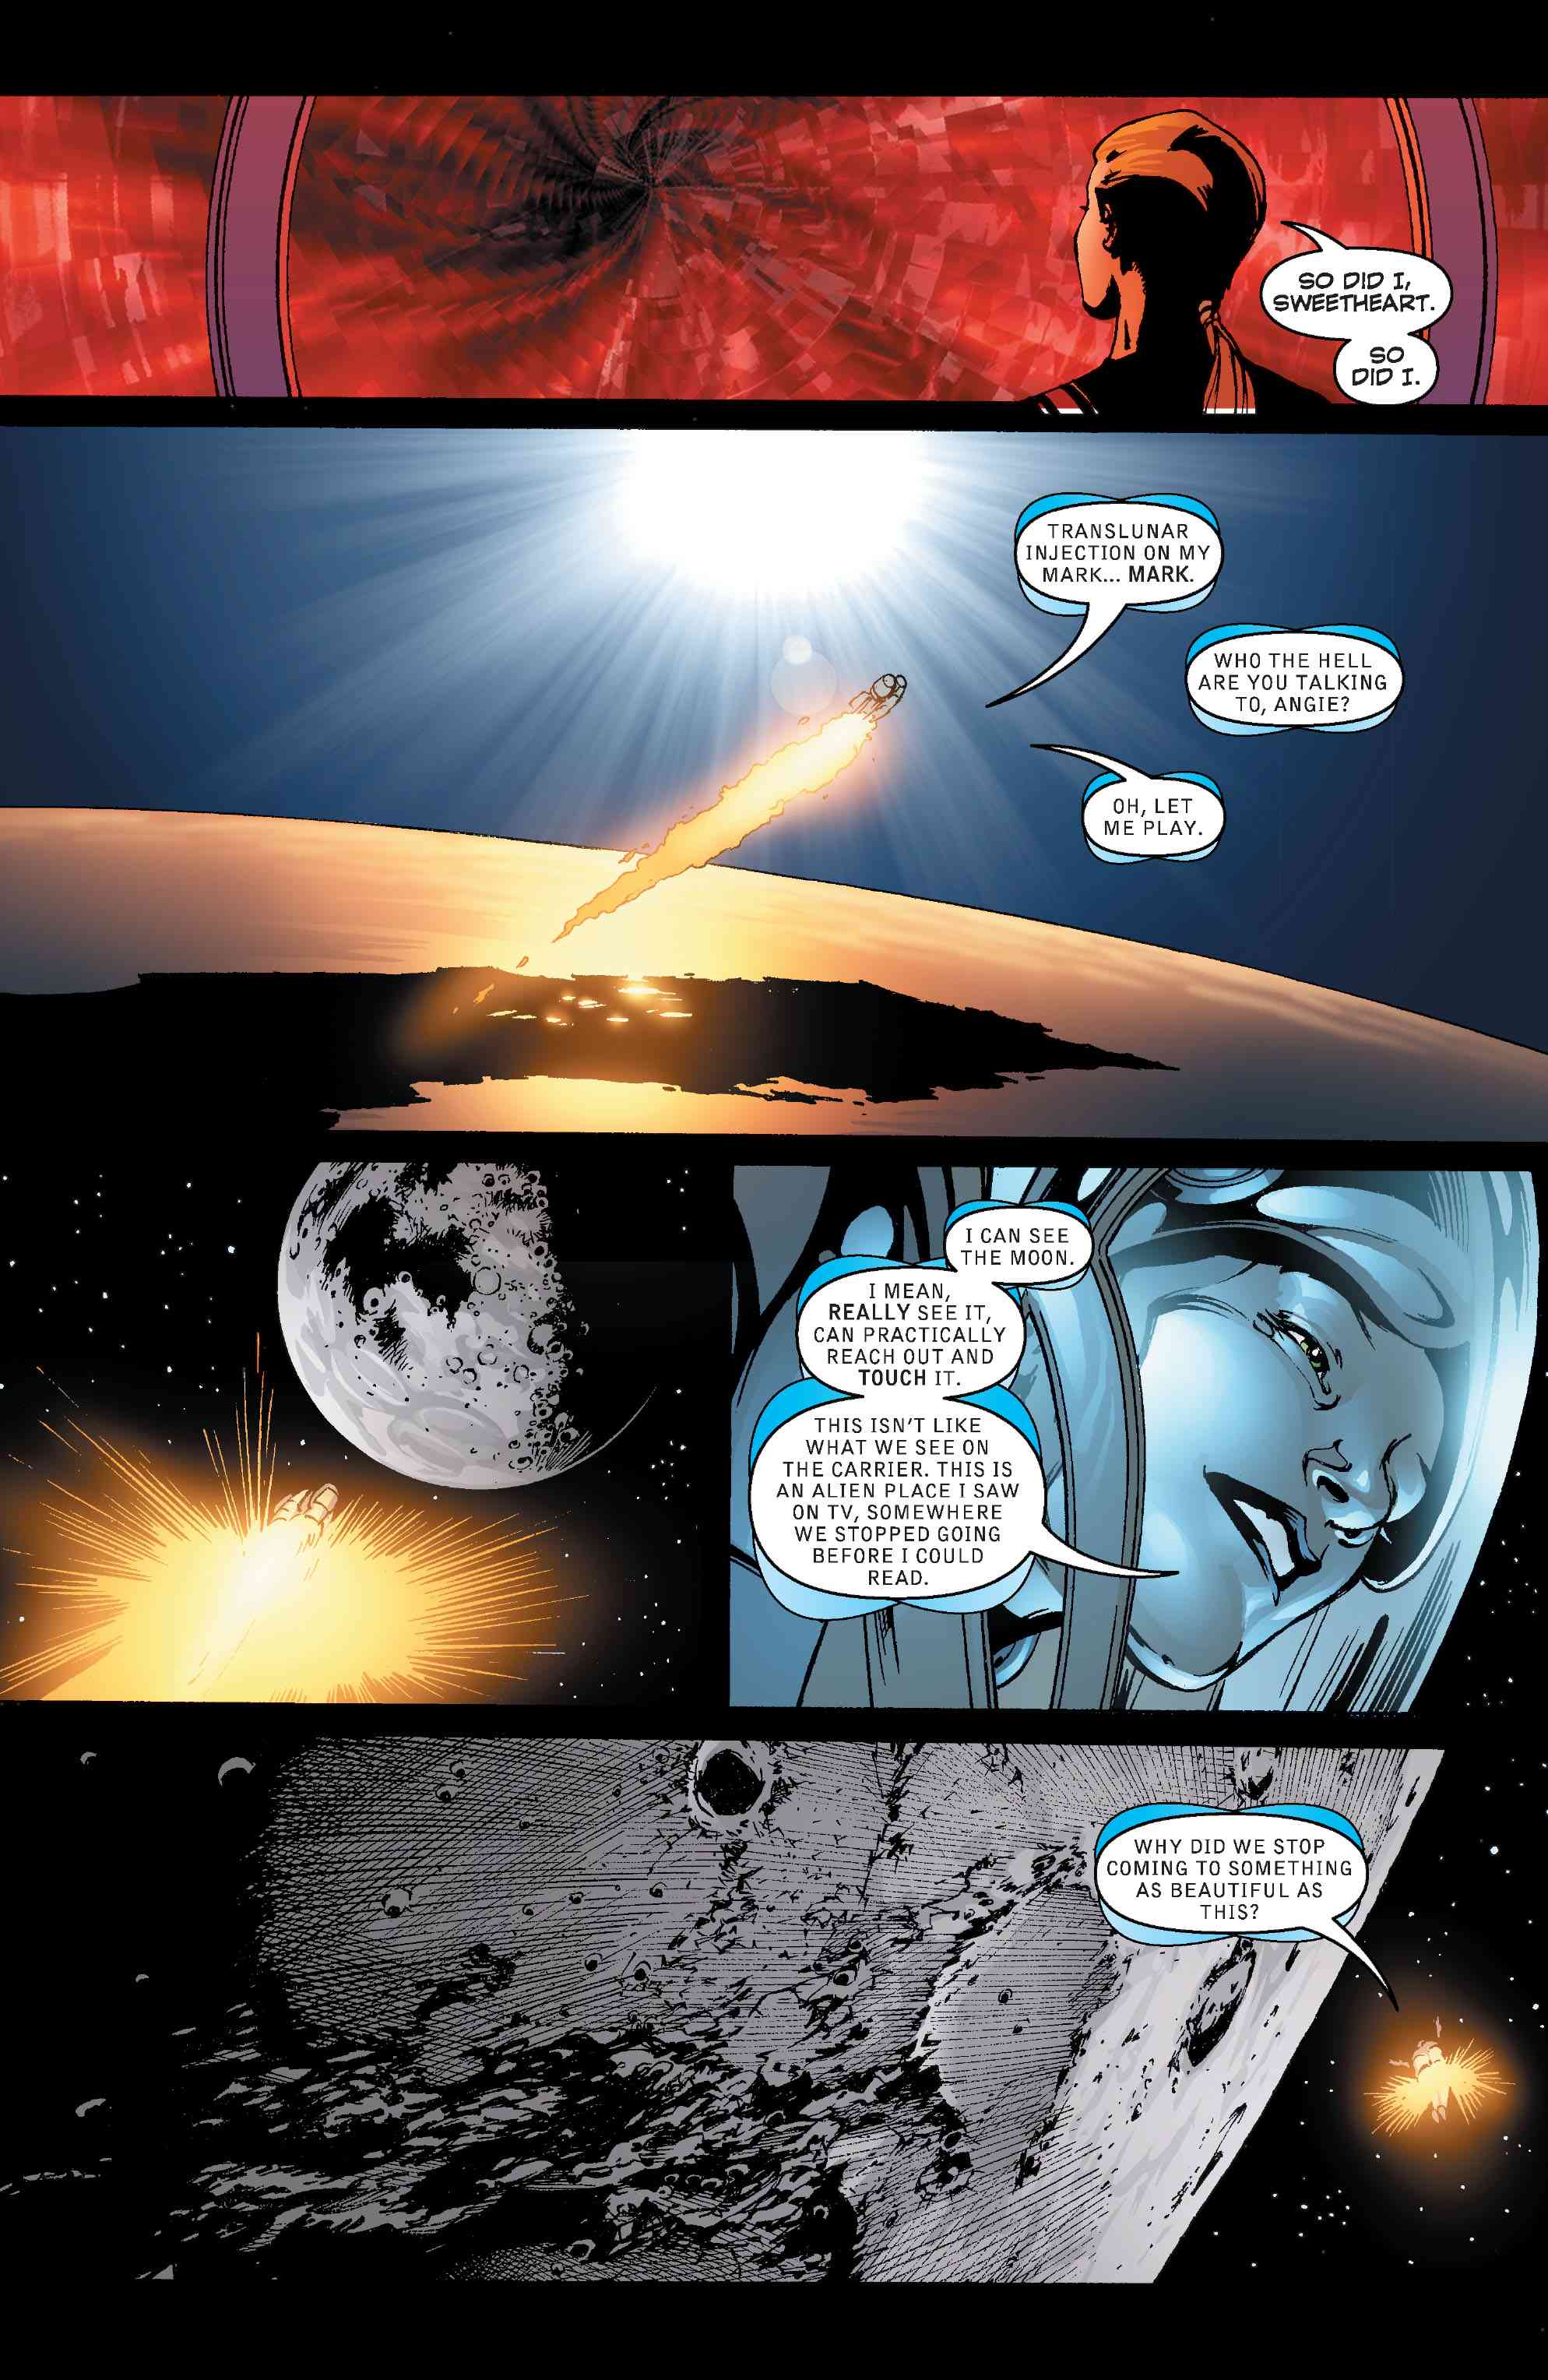 SO DID I,
SWEETHEART.
SO
DID I.
TRANSLUNAR
INJECTION ON MY
MARK... MARK.
WHO THE HELL
ARE YOU TALKING
TO, ANGIE?
OH, LET
ME PLAY.
I CAN SEE
THE MOON.
I MEAN,
REALLY SEE IT,
CAN PRACTICALLY
REACH OUT AND
TOUCH IT.
THIS ISN'T LIKE
WHAT WE SEE ON
THE CARRIER. THIS IS
AN ALIEN PLACE I SAW
ON TV, SOMEWHERE
WE STOPPED GOING
BEFORE I COULD
READ.
WHY DID WE STOP
COMING TO SOMETHING
AS BEAUTIFUL AS
THIS?